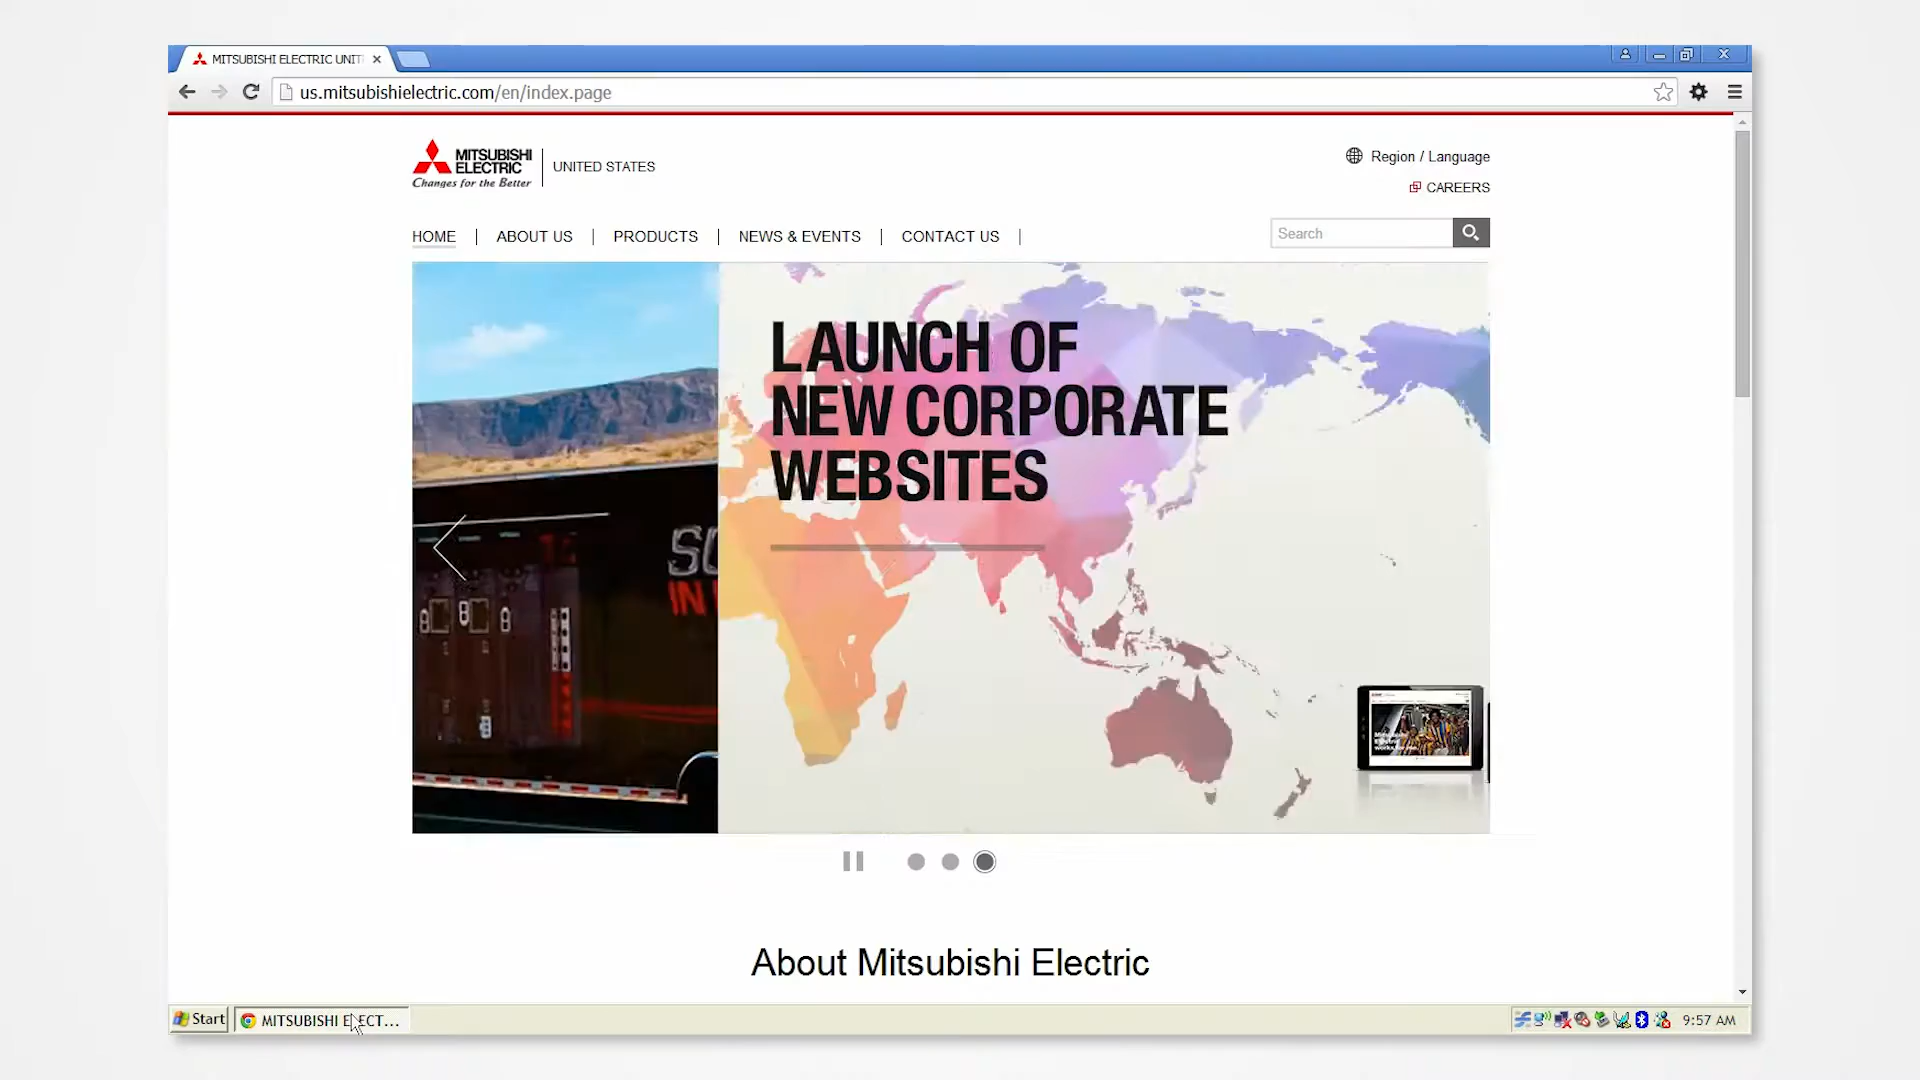 MITSUBISHI ELECTRIC UNIT
us.mitsubishielectric.com/en/index.page
MITSUBISHI
ELECTRIC
Changes for the Better
UNITED STATES
Region / Language
CAREERS
HOME
ABOUT US
PRODUCTS
NEWS & EVENTS
CONTACT US
Search
LAUNCH OF
NEW CORPORATE
WEBSITES
IN
About Mitsubishi Electric
Start
MITSUBISHI ELECT...
9:57 AM